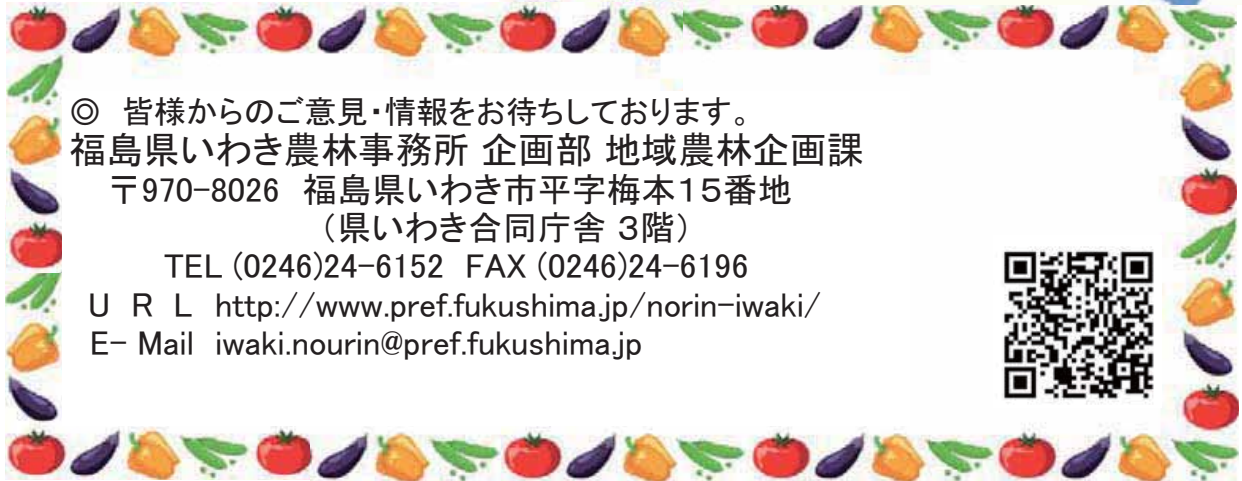 ◎ 皆様からのご意見・情報をお待ちしております。
福島県いわき農林事務所 企画部 地域農林企画課
〒970-8026 福島県いわき市平字梅本１５番地
（県いわき合同庁舎 ３階）
TEL (0246)24-6152 FAX (0246)24-6196
U R L http://www.pref.fukushima.jp/norin-iwaki/
E- Mail iwaki.nourin@pref.fukushima.jp